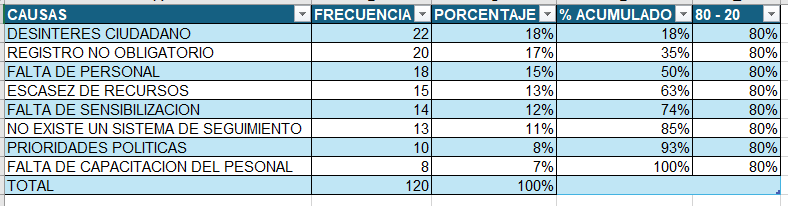 CAUSAS FRECUENCIA PORCENTAJE % ACUMULADO 80 - 20
DESINTERES CIUDADANO 22 18% 18% 80%
REGISTRO NO OBLIGATORIO 20 17% 35% 80%
FALTA DE PERSONAL 18 15% 50% 80%
ESCASEZ DE RECURSOS 15 13% 63% 80%
FALTA DE SENSIBILIZACION 14 12% 74% 80%
NO EXISTE UN SISTEMA DE SEGUIMIENTO 13 11% 85% 80%
PRIORIDADES POLITICAS 10 8% 93% 80%
FALTA DE CAPACITACION DEL PESONAL 8 7% 100% 80%
TOTAL 120 100%